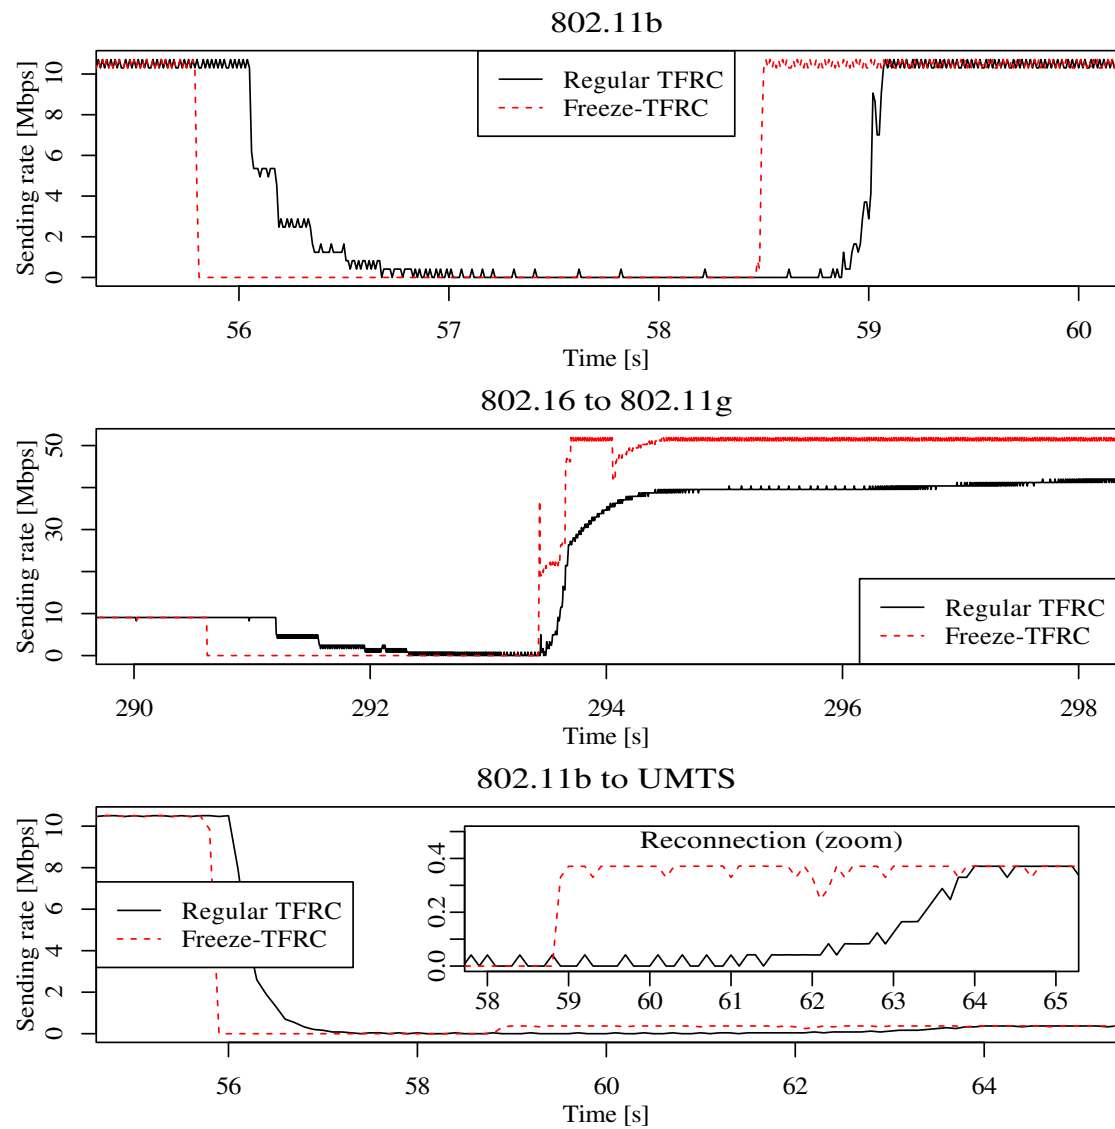 802.11b
Sending rate [Mbps]
0 2 4 6 8 10
Regular TFRC
Freeze-TFRC
56 57 58 59 60
Time [s]
802.16 to 802.11g
Sending rate [Mbps]
0 10 30 50
Regular TFRC
Freeze-TFRC
290 292 294 296 298
Time [s]
802.11b to UMTS
Sending rate [Mbps]
0 2 4 6 8 10
Regular TFRC
Freeze-TFRC
Reconnection (zoom)
0.0 0.2 0.4
58 59 60 61 62 63 64 65
56 58 60 62 64
Time [s]